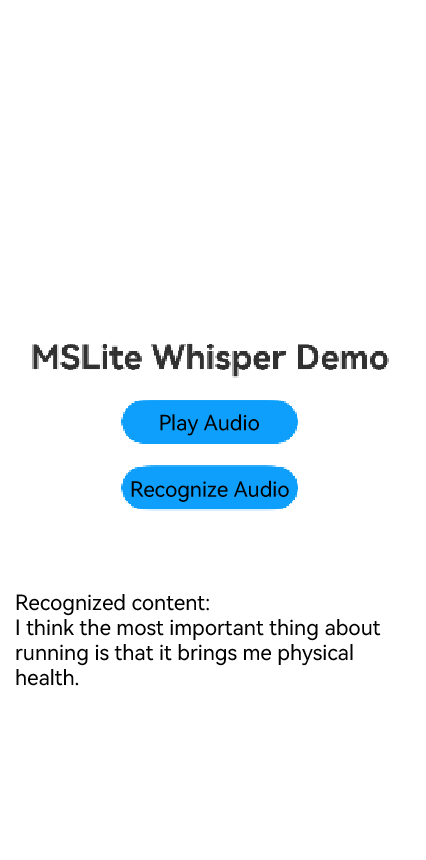 MSLite Whisper Demo
Play Audio
Recognize Audio
Recognized content:
I think the most important thing about
running is that it brings me physical
health.